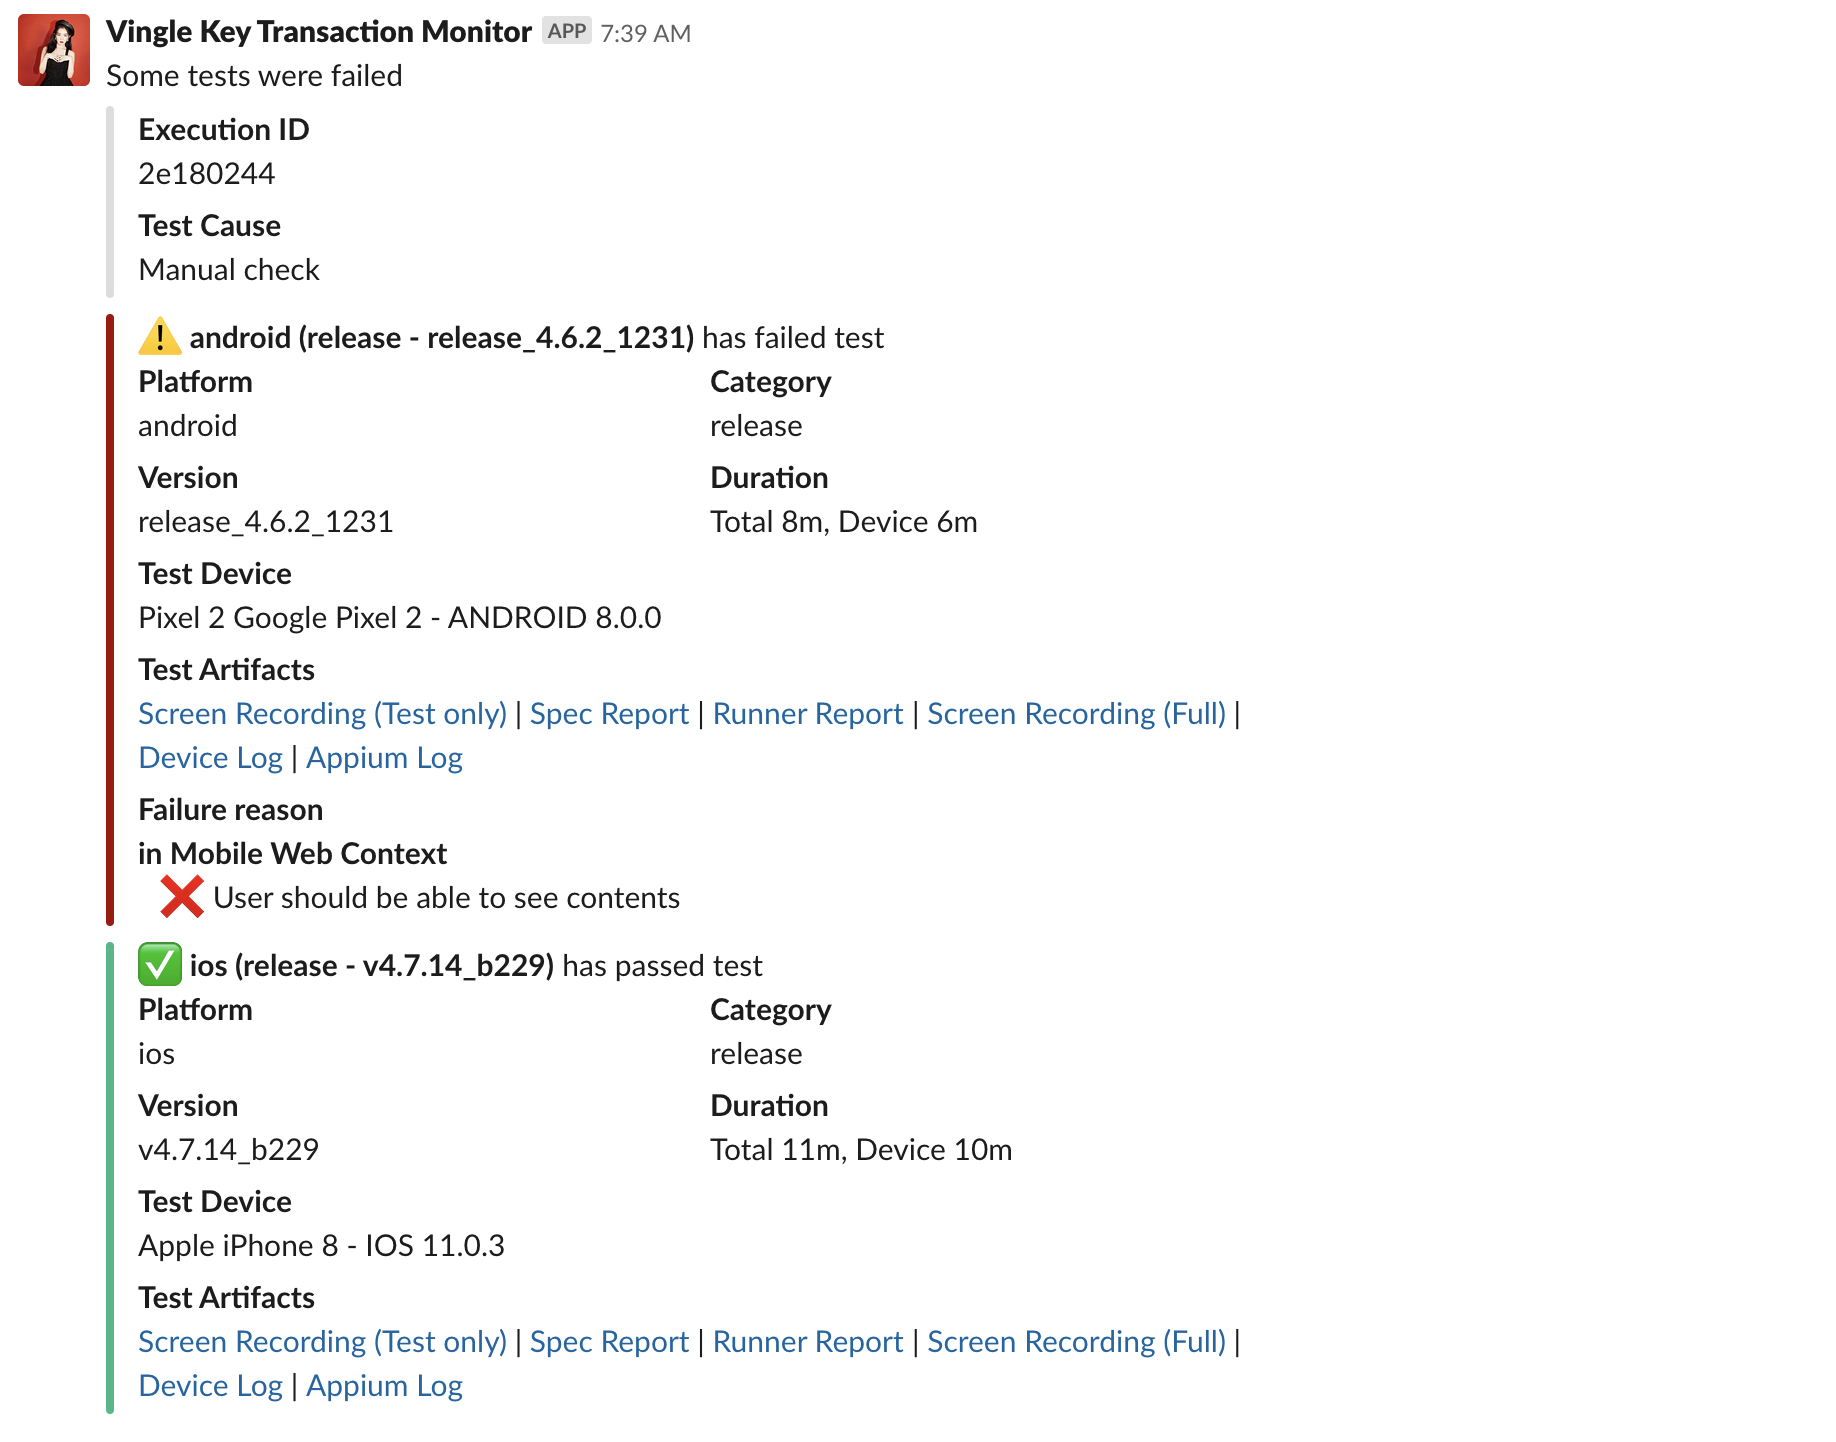 Vingle Key Transaction Monitor APP 7:39 AM
Some tests were failed
Execution ID
2e180244
Test Cause
Manual check
android (release - release_4.6.2_1231) has failed test
Platform Category
android release
Version Duration
release_4.6.2_1231 Total 8m, Device 6m
Test Device
Pixel 2 Google Pixel 2 - ANDROID 8.0.0
Test Artifacts
Screen Recording (Test only) | Spec Report | Runner Report | Screen Recording (Full) |
Device Log | Appium Log
Failure reason
in Mobile Web Context
❌ User should be able to see contents
✅ ios (release - v4.7.14_b229) has passed test
Platform Category
ios release
Version Duration
v4.7.14_b229 Total 11m, Device 10m
Test Device
Apple iPhone 8 - IOS 11.0.3
Test Artifacts
Screen Recording (Test only) | Spec Report | Runner Report | Screen Recording (Full) |
Device Log | Appium Log